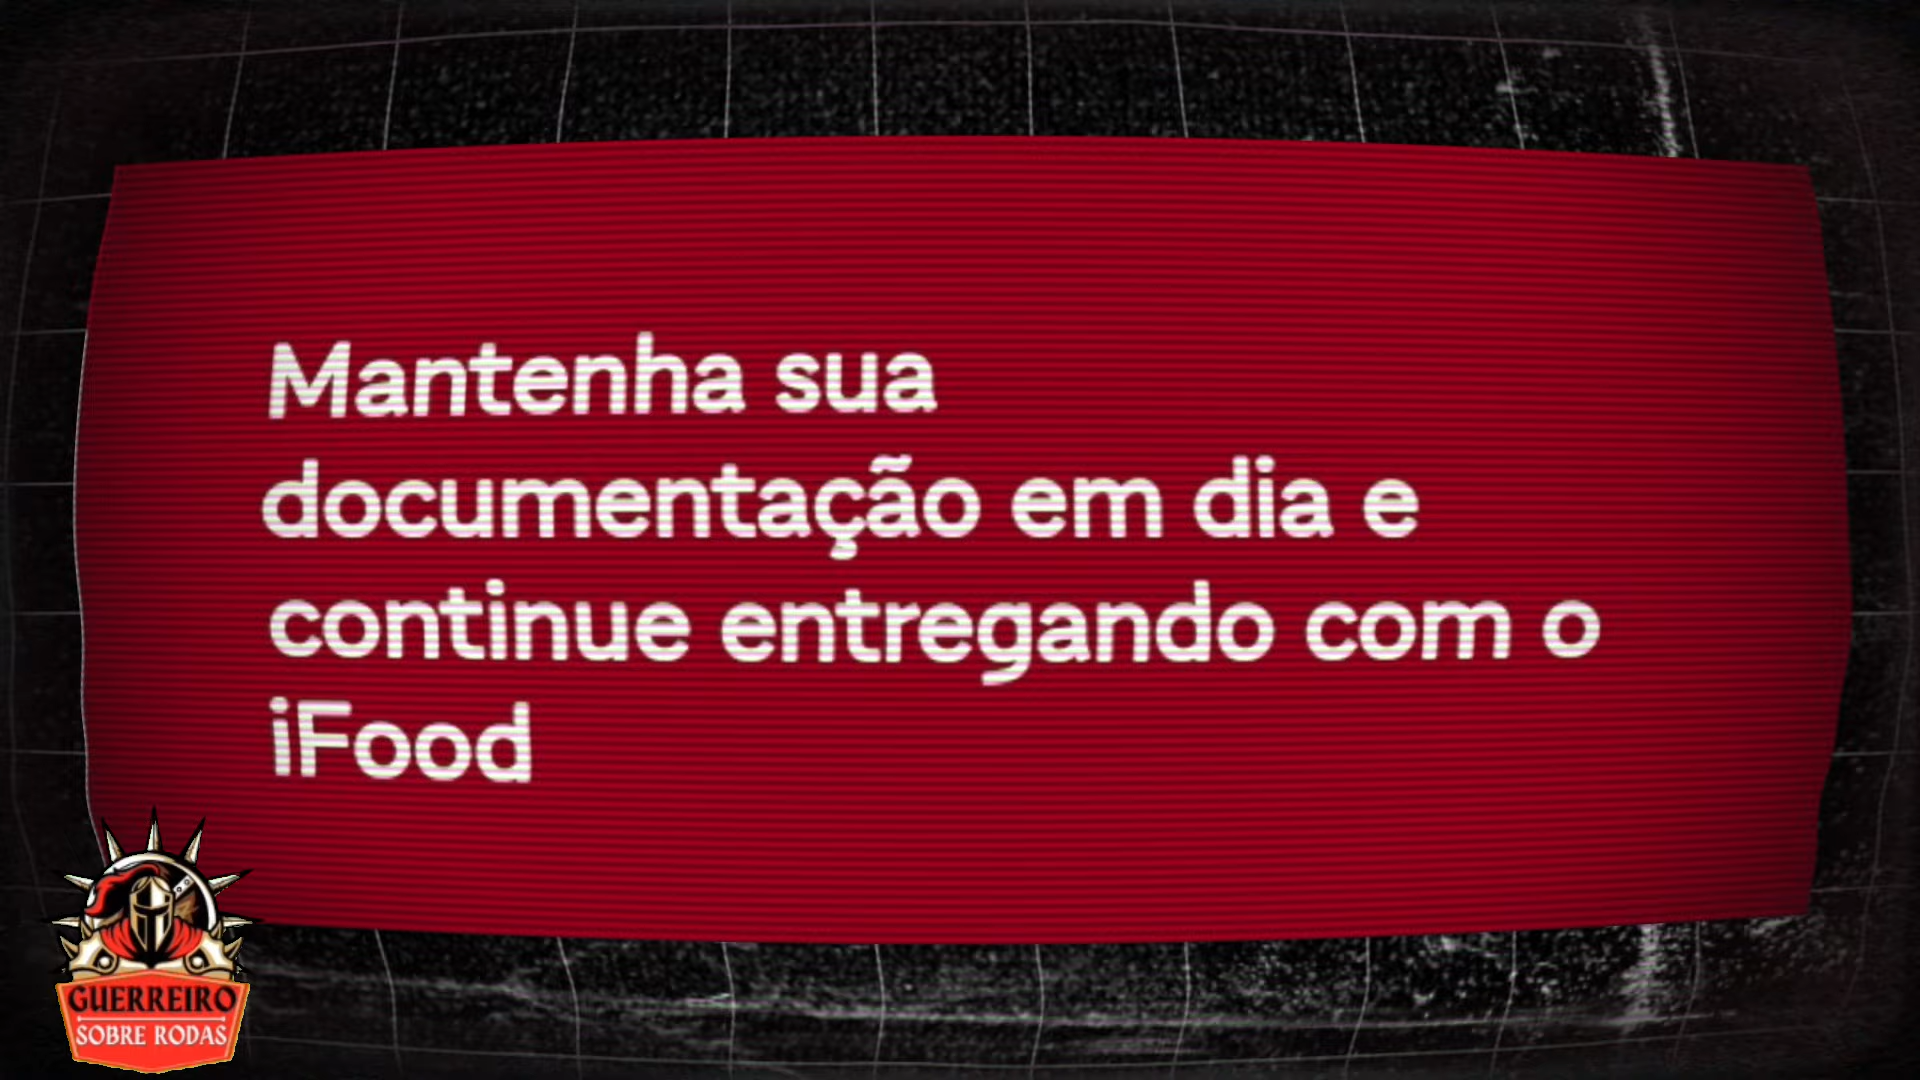 Mantenha sua
documentação em dia e
continue entregando com o
iFood
GUERREIRO
SOBRE RODAS